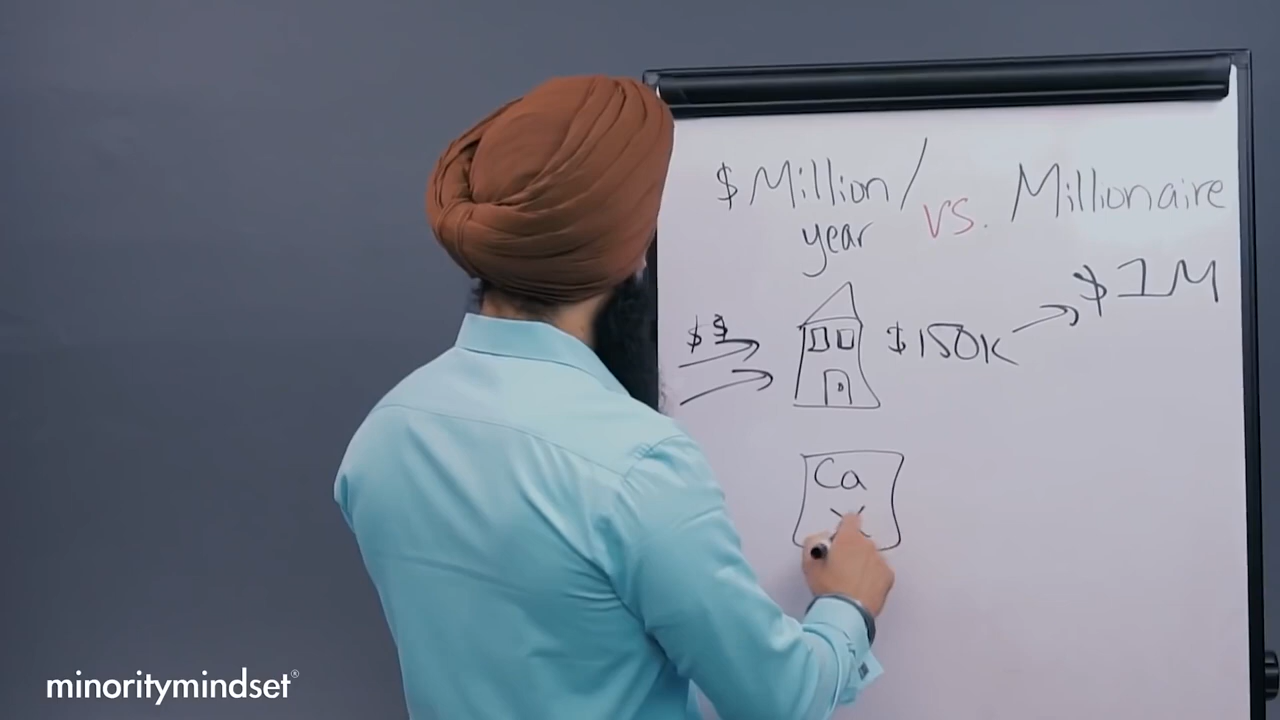 $ Million/
year
vs.
Millionaire
$1M
$ $
$150K
Ca
minoritymindset®